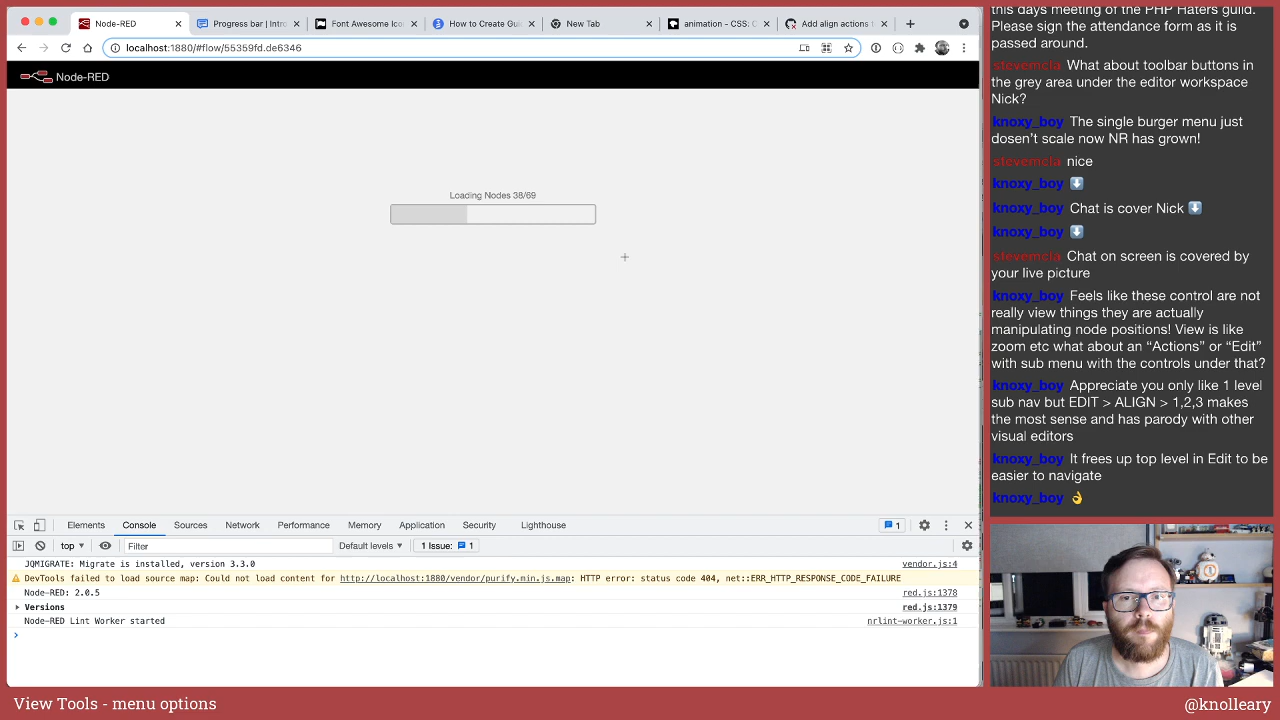 Node-RED
Progress bar | Intro
Font Awesome Ico
How to Create Gu
New Tab
animation - CSS: C
Add align actions t
localhost:1880/#flow/55359fd.de6346
Node-RED
Loading Nodes 38/69
Elements
Console
Sources
Network
Performance
Memory
Application
Security
Lighthouse
1
top
Filter
Default levels
1 Issue:
1
JQMIGRATE: Migrate is installed, version 3.3.0
vendor.js:4
DevTools failed to load source map: Could not load content for http://localhost:1880/vendor/purify.min.js.map: HTTP error: status code 404, net::ERR_HTTP_RESPONSE_CODE_FAILURE
Node-RED: 2.0.5
red.js:1378
Versions
red.js:1379
Node-RED Lint Worker started
nrlint-worker.js:1
this days meeting of the PHP Haters guild.
Please sign the attendance form as it is
passed around.
stevemcla What about toolbar buttons in
the grey area under the editor workspace
Nick?
knoxy_boy The single burger menu just
dosen't scale now NR has grown!
stevemcla nice
knoxy_boy ⬇️
knoxy_boy Chat is cover Nick ⬇️
knoxy_boy ⬇️
stevemcla Chat on screen is covered by
your live picture
knoxy_boy Feels like these control are not
really view things they are actually
manipulating node positions! View is like
zoom etc what about an “Actions” or “Edit”
with sub menu with the controls under that?
knoxy_boy Appreciate you only like 1 level
sub nav but EDIT > ALIGN > 1,2,3 makes
the most sense and has parody with other
visual editors
knoxy_boy It frees up top level in Edit to be
easier to navigate
knoxy_boy 👌
View Tools - menu options
@knolleary